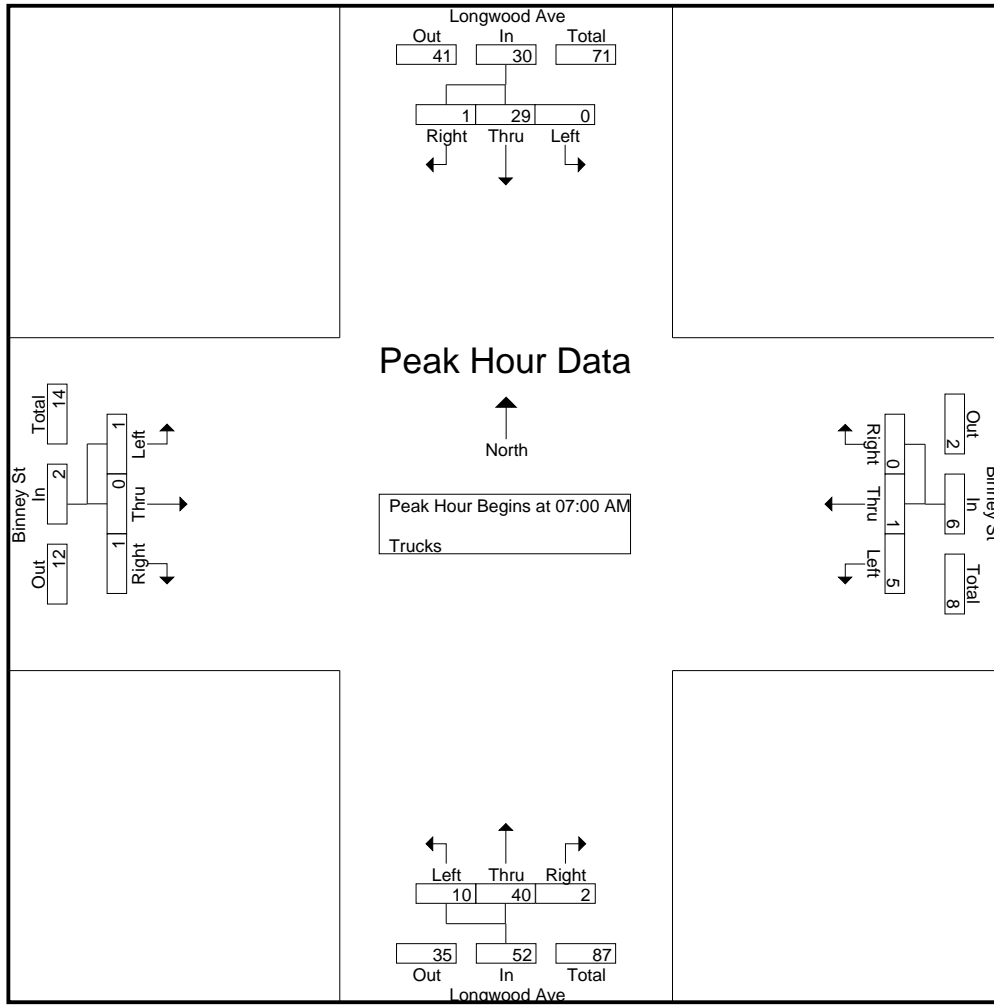 Longwood Ave
Out In Total
41 30 71
1 29 0
Right Thru Left
Peak Hour Data
North
Peak Hour Begins at 07:00 AM
Trucks
Binney St
Total In Out
14 2 12
1 0 1
Left Thru Right
Right Thru Left
0 1 5
Out In Total
2 6 8
Binney St
Left Thru Right
10 40 2
35 52 87
Out In Total
Longwood Ave